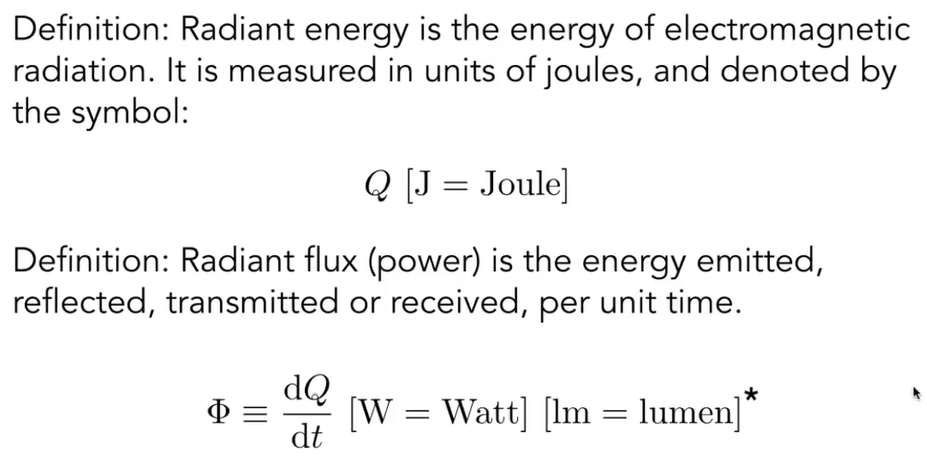 Definition: Radiant energy is the energy of electromagnetic
radiation. It is measured in units of joules, and denoted by
the symbol:
Q [J = Joule]
Definition: Radiant flux (power) is the energy emitted,
reflected, transmitted or received, per unit time.
Φ ≡ dQ/dt [W = Watt] [lm = lumen]*